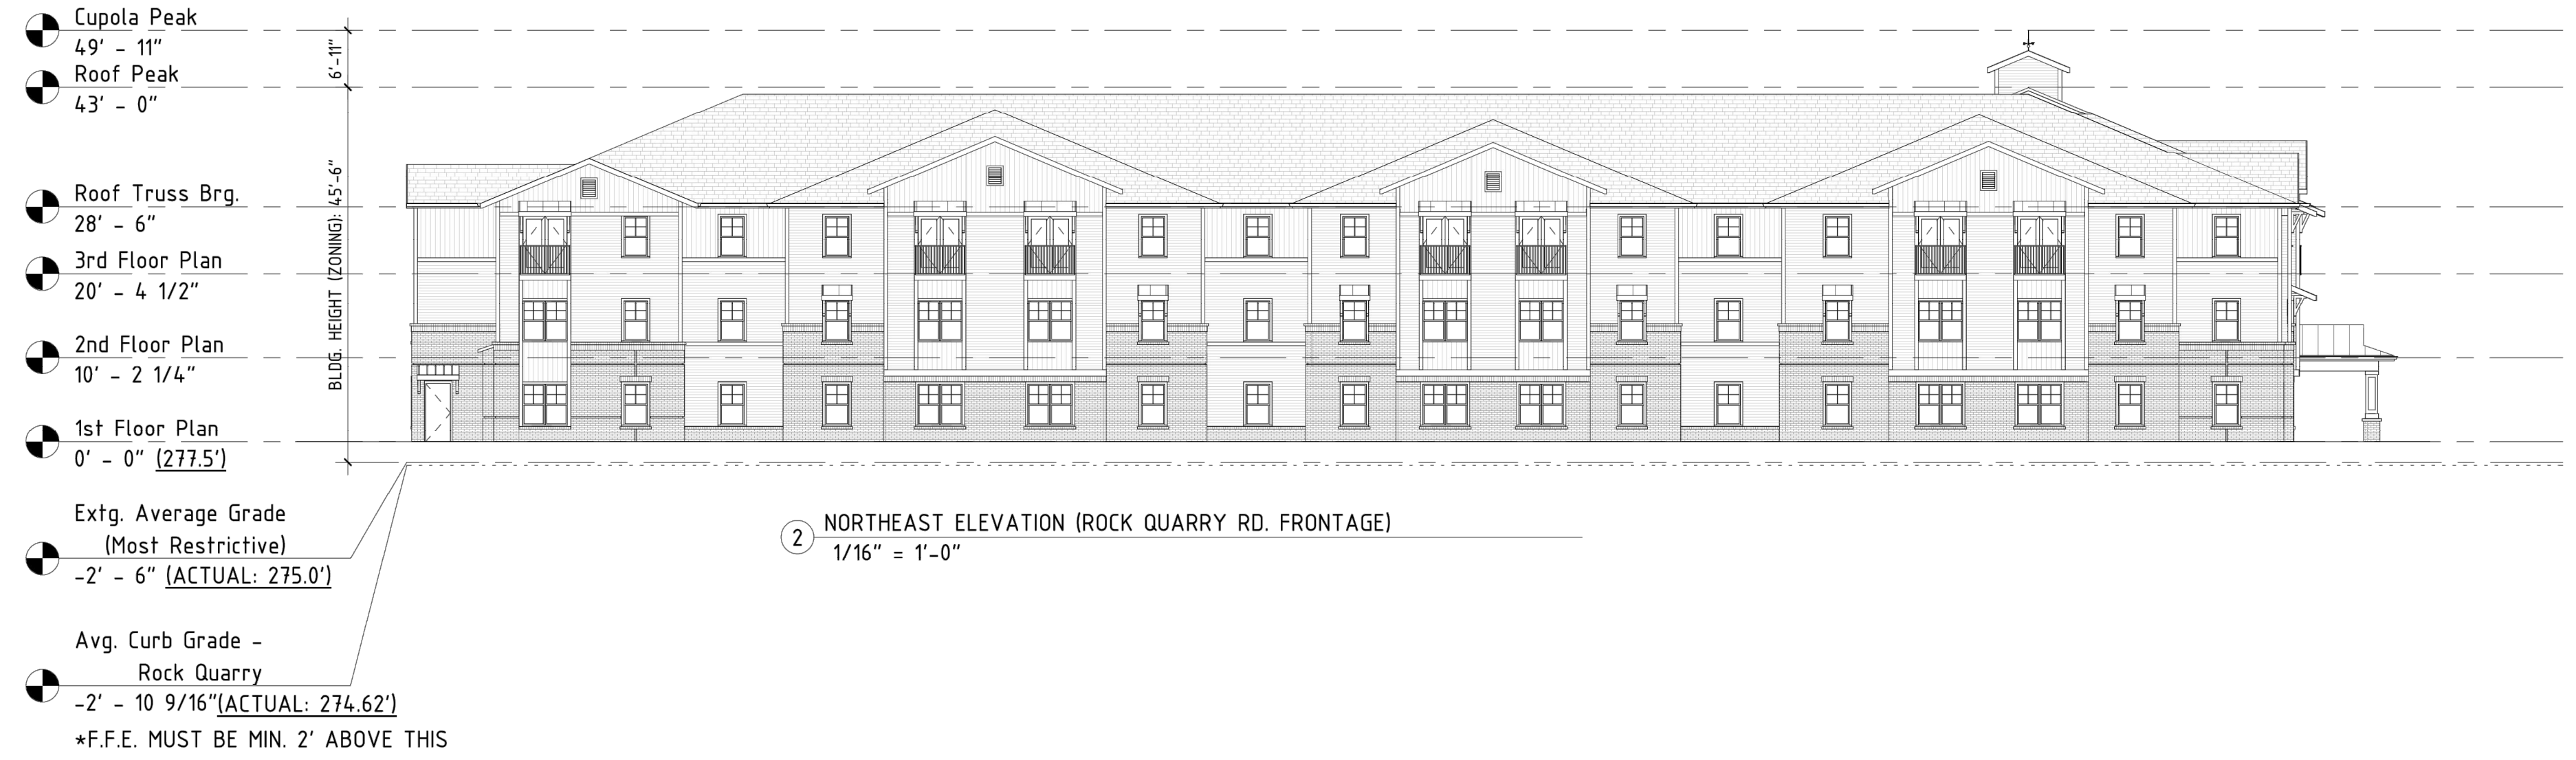 Cupola Peak
49' - 11"
Roof Peak
43' - 0"
6'-11"
Roof Truss Brg.
28' - 6"
3rd Floor Plan
20' - 4 1/2"
2nd Floor Plan
10' - 2 1/4"
1st Floor Plan
0' - 0" (277.5')
BLDG. HEIGHT (ZONING): 45'-6"
Extg. Average Grade
(Most Restrictive)
-2' - 6" (ACTUAL: 275.0')
Avg. Curb Grade -
Rock Quarry
-2' - 10 9/16"(ACTUAL: 274.62')
*F.F.E. MUST BE MIN. 2' ABOVE THIS
2
NORTHEAST ELEVATION (ROCK QUARRY RD. FRONTAGE)
1/16" = 1'-0"